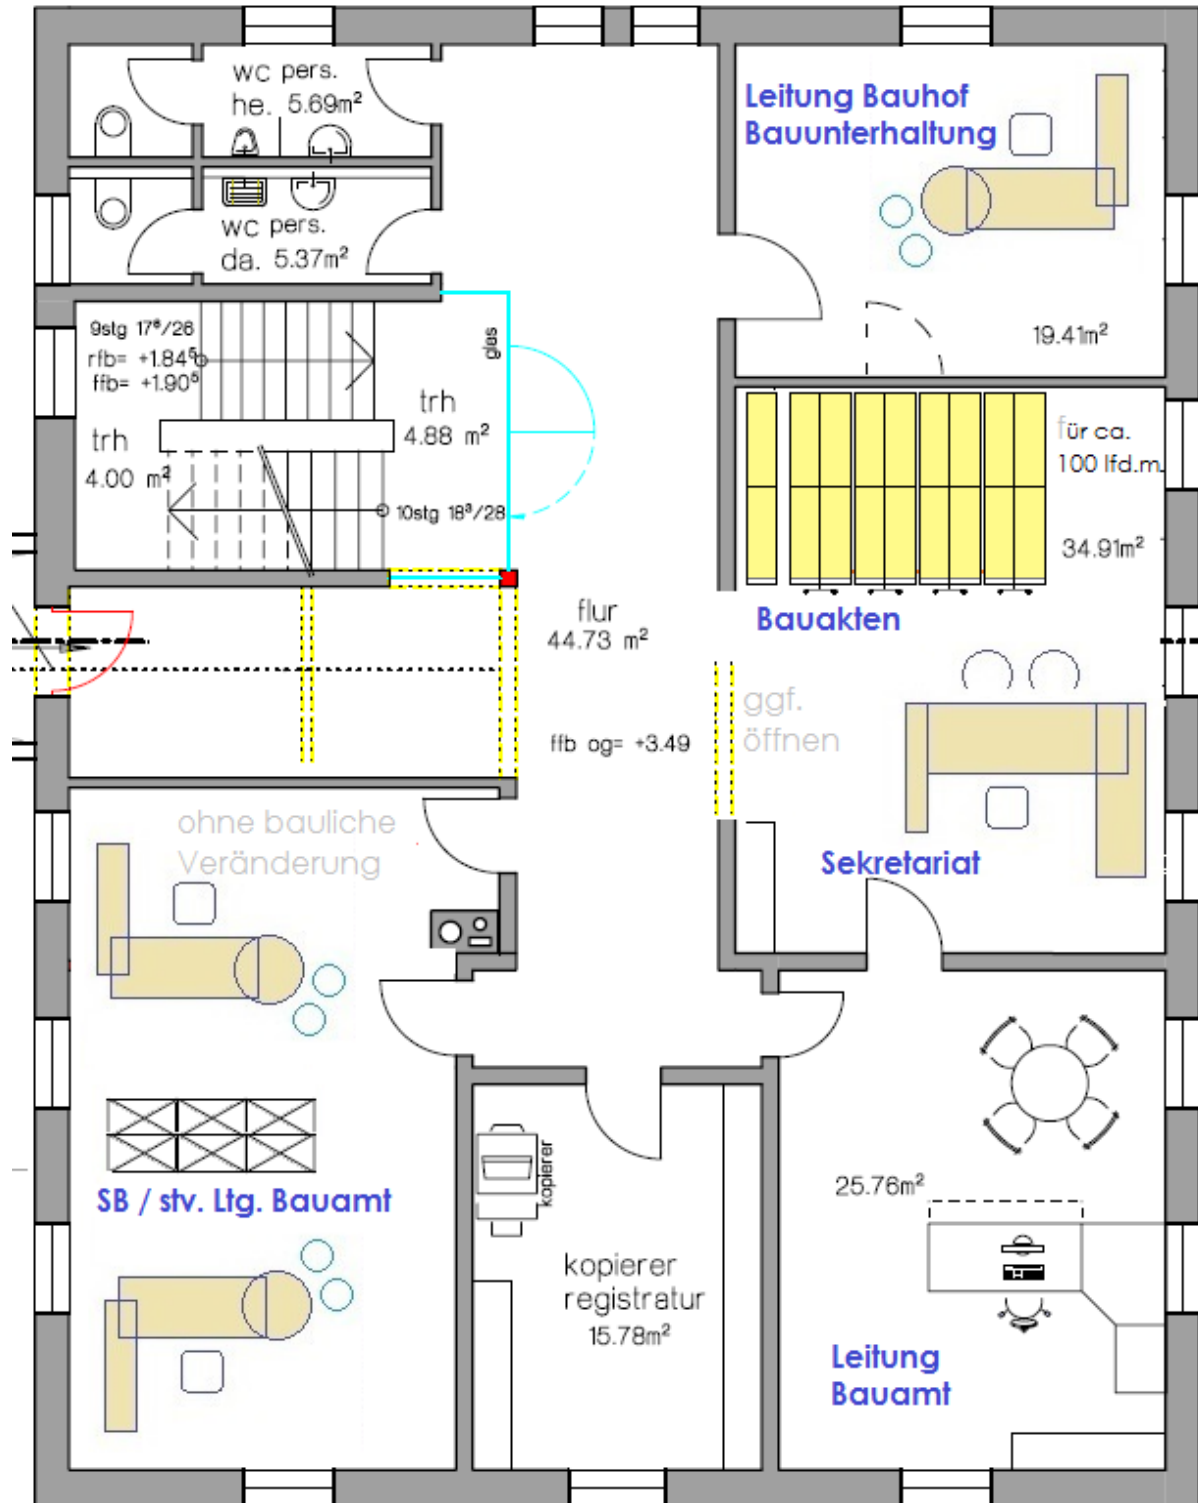 wc pers.
he. 5.69m²
Leitung Bauhof
Bauunterhaltung
wc pers.
da. 5.37m²
19.41m²
9stg 17⁶/26
rfb= +1.84⁵
ffb= +1.90⁵
glas
trh
4.88 m²
trh
4.00 m²
10stg 18³/28
für ca.
100 lfd.m.
34.91m²
Bauakten
flur
44.73 m²
ggf.
öffnen
ffb og= +3.49
ohne bauliche
Veränderung
Sekretariat
SB / stv. Ltg. Bauamt
kopierer
25.76m²
kopierer
registratur
15.78m²
Leitung
Bauamt